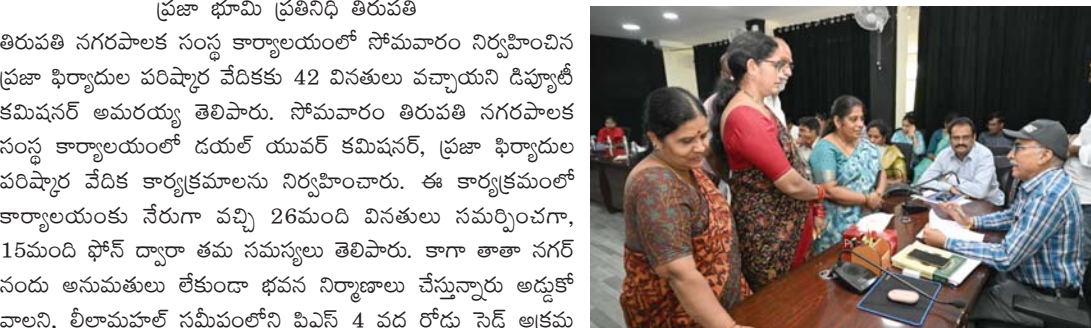 ప్రజా భూమి ప్రతినిధి తిరుపతి
తిరుపతి నగరపాలక సంస్థ కార్యాలయంలో సోమవారం నిర్వహించిన
ప్రజా ఫిర్యాదుల పరిష్కార వేదికకు 42 వినతులు వచ్చాయని డిప్యూటీ
కమిషనర్ అమరయ్య తెలిపారు. సోమవారం తిరుపతి నగరపాలక
సంస్థ కార్యాలయంలో డయల్ యువర్ కమిషనర్, ప్రజా ఫిర్యాదుల
పరిష్కార వేదిక కార్యక్రమాలను నిర్వహించారు. ఈ కార్యక్రమంలో
కార్యాలయంకు నేరుగా వచ్చి 26మంది వినతులు సమర్పించగా,
15మంది ఫోన్ ద్వారా తమ సమస్యలు తెలిపారు. కాగా తాతా నగర్
నందు అనుమతులు లేకుండా భవన నిర్మాణాలు చేస్తున్నారు అడ్డుకో
వాలని, లీలామహల్ సమీపంలోని పిఎస్ 4 వద్ద రోడ్డు సైడ్ అక్రమ